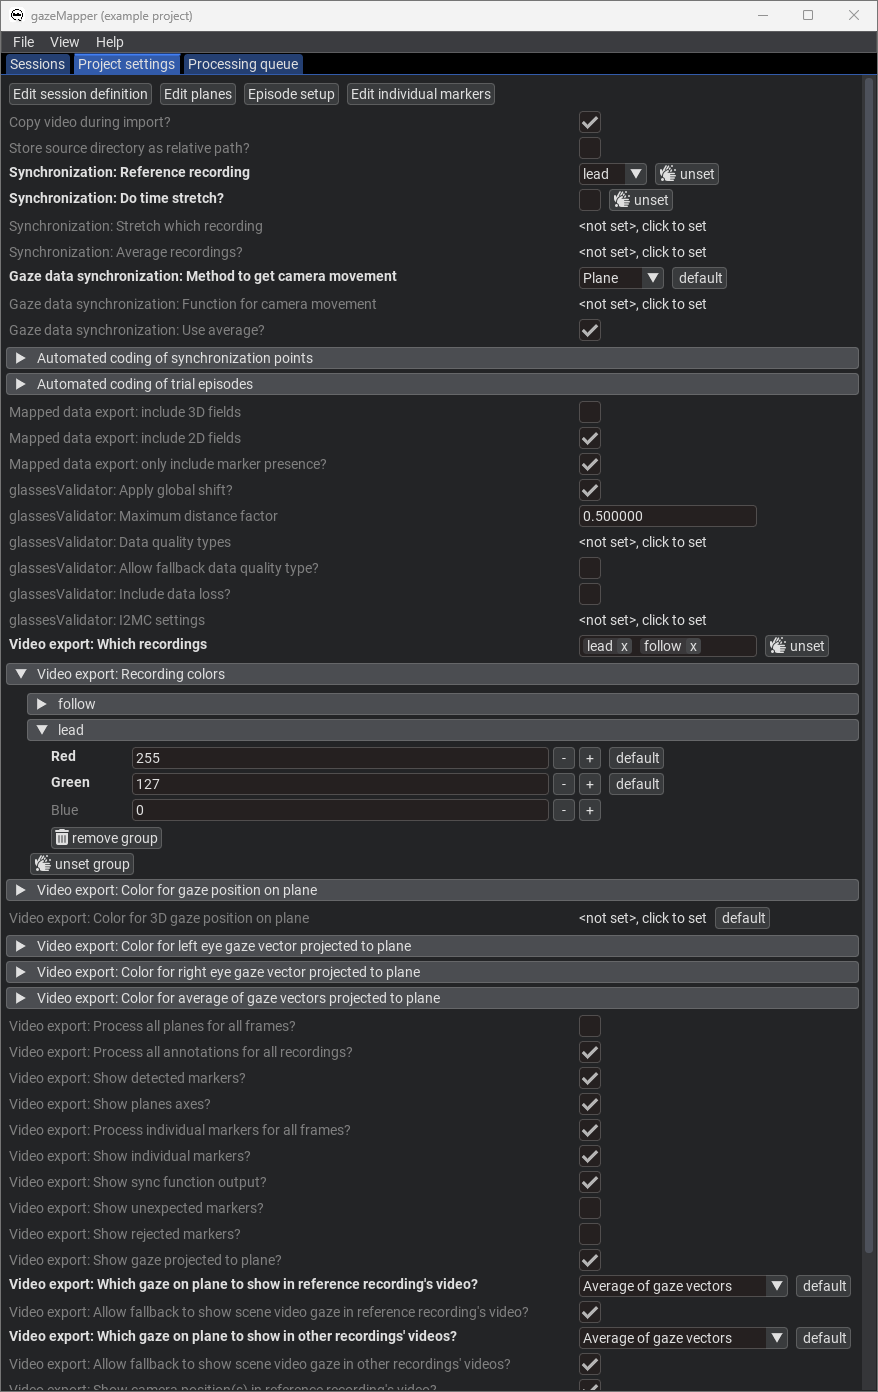 gazeMapper (example project)
File View Help
Sessions Project settings Processing queue
Edit session definition Edit planes Episode setup Edit individual markers
Copy video during import?
Store source directory as relative path?
Synchronization: Reference recording lead unset
Synchronization: Do time stretch? unset
Synchronization: Stretch which recording <not set>, click to set
Synchronization: Average recordings? <not set>, click to set
Gaze data synchronization: Method to get camera movement Plane default
Gaze data synchronization: Function for camera movement <not set>, click to set
Gaze data synchronization: Use average?
Automated coding of synchronization points
Automated coding of trial episodes
Mapped data export: include 3D fields
Mapped data export: include 2D fields
Mapped data export: only include marker presence?
glassesValidator: Apply global shift?
glassesValidator: Maximum distance factor 0.500000
glassesValidator: Data quality types <not set>, click to set
glassesValidator: Allow fallback data quality type?
glassesValidator: Include data loss?
glassesValidator: I2MC settings <not set>, click to set
Video export: Which recordings lead x follow x unset
Video export: Recording colors
follow
lead
Red 255 - + default
Green 127 - + default
Blue 0 - +
remove group
unset group
Video export: Color for gaze position on plane
Video export: Color for 3D gaze position on plane <not set>, click to set default
Video export: Color for left eye gaze vector projected to plane
Video export: Color for right eye gaze vector projected to plane
Video export: Color for average of gaze vectors projected to plane
Video export: Process all planes for all frames?
Video export: Process all annotations for all recordings?
Video export: Show detected markers?
Video export: Show planes axes?
Video export: Process individual markers for all frames?
Video export: Show individual markers?
Video export: Show sync function output?
Video export: Show unexpected markers?
Video export: Show rejected markers?
Video export: Show gaze projected to plane?
Video export: Which gaze on plane to show in reference recording's video? Average of gaze vectors default
Video export: Allow fallback to show scene video gaze in reference recording's video?
Video export: Which gaze on plane to show in other recordings' videos? Average of gaze vectors default
Video export: Allow fallback to show scene video gaze in other recordings' videos?
Video export: Show camera position(s) in reference recording's video?